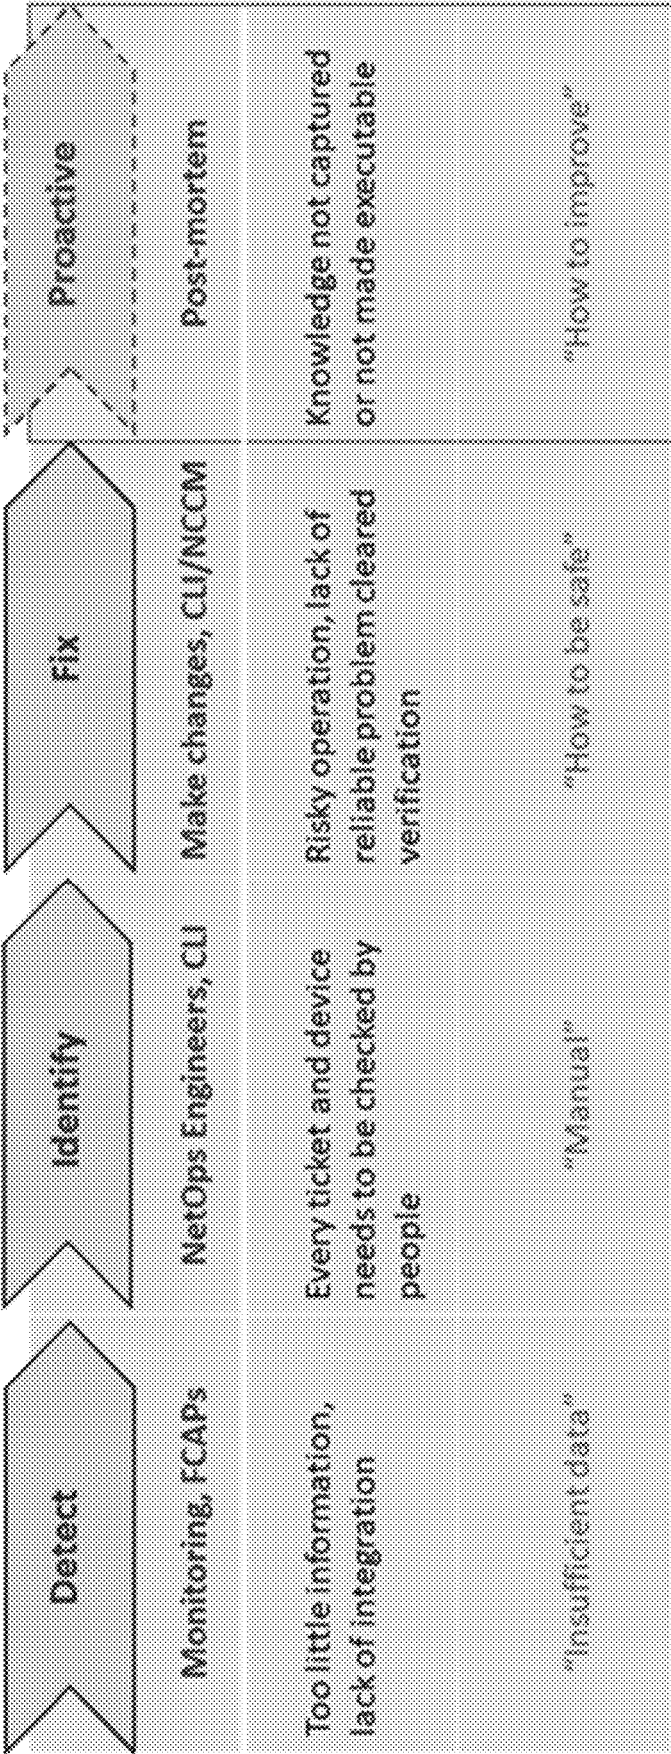 Detect
Identify
Fix
Proactive
Monitoring, FCAPs
NetOps Engineers, CLI
Make changes, CLI/NCCM
Post-mortem
Too little information,
lack of integration
Every ticket and device
needs to be checked by
people
Risky operation, lack of
reliable problem cleared
verification
Knowledge not captured
or not made executable
“Insufficient data”
“Manual”
“How to be safe”
“How to improve”